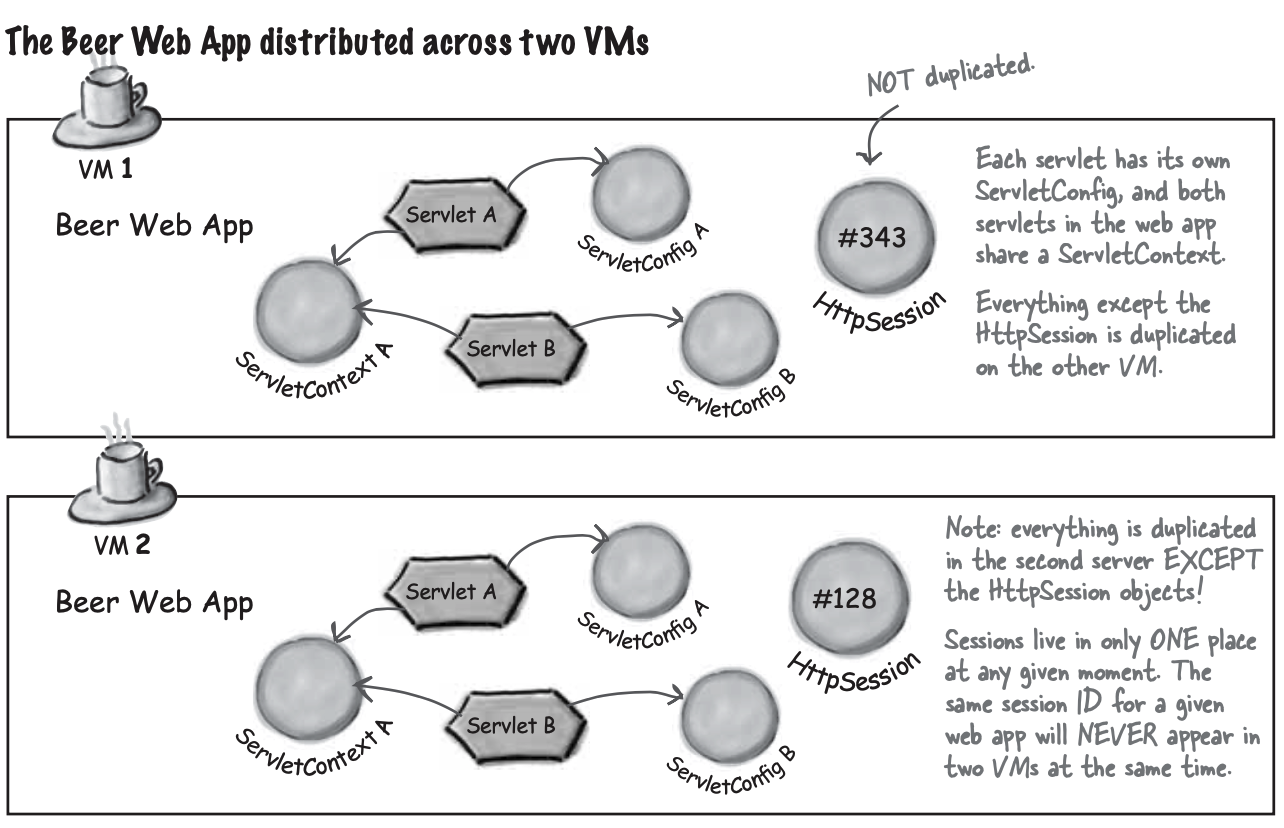 The Beer Web App distributed across two VMs
NOT duplicated.
VM 1
Beer Web App
Servlet A
ServletConfig A
ServletContext A
Servlet B
ServletConfig B
#343
HttpSession
Each servlet has its own
ServletConfig, and both
servlets in the web app
share a ServletContext.
Everything except the
HttpSession is duplicated
on the other VM.
VM 2
Beer Web App
Servlet A
ServletConfig A
ServletContext A
Servlet B
ServletConfig B
#128
HttpSession
Note: everything is duplicated
in the second server EXCEPT
the HttpSession objects!
Sessions live in only ONE place
at any given moment. The
same session ID for a given
web app will NEVER appear in
two VMs at the same time.